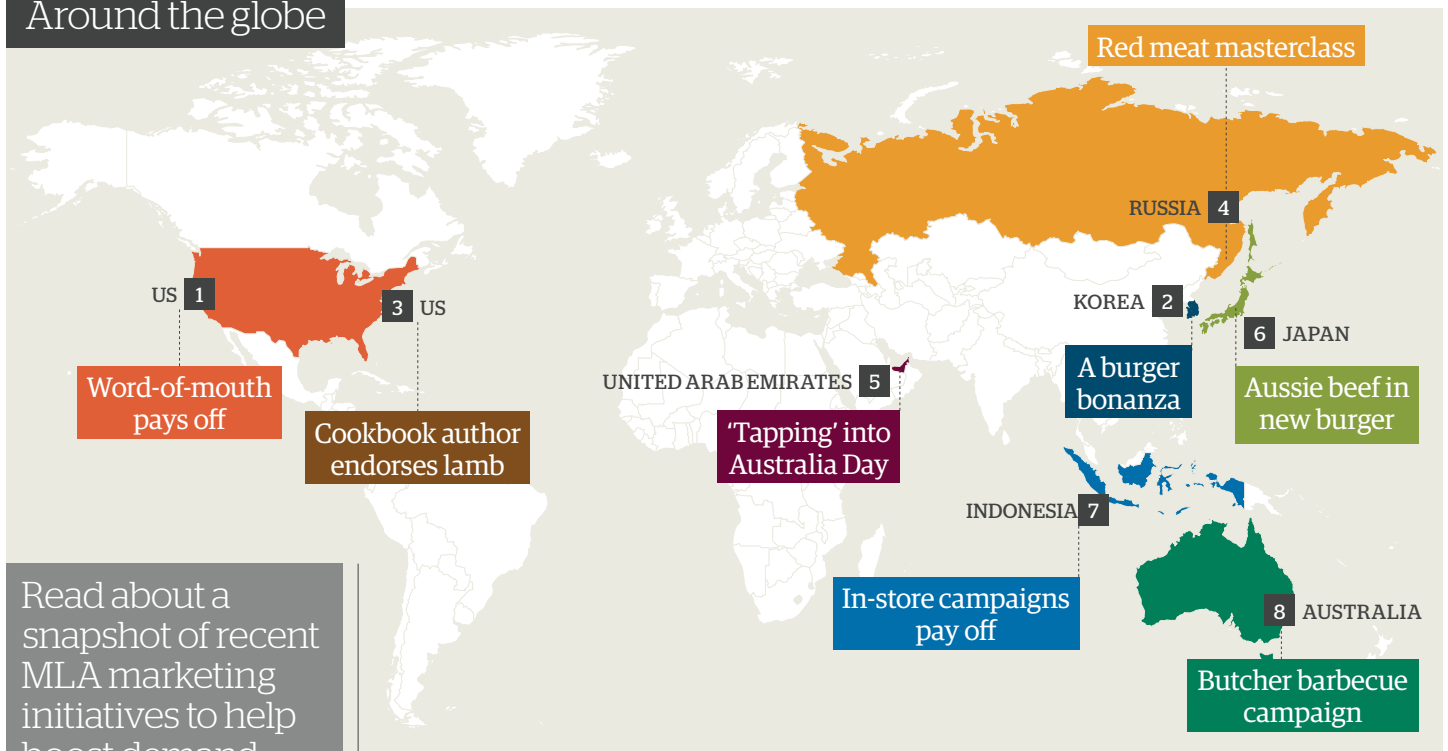 Around the globe
Red meat masterclass
RUSSIA 4
US 1
3 US
KOREA 2
6 JAPAN
Word-of-mouth
pays off
Cookbook author
endorses lamb
UNITED ARAB EMIRATES 5
'Tapping' into
Australia Day
A burger
bonanza
Aussie beef in
new burger
INDONESIA 7
In-store campaigns
pay off
8 AUSTRALIA
Butcher barbecue
campaign
Read about a
snapshot of recent
MLA marketing
initiatives to help
boost demand